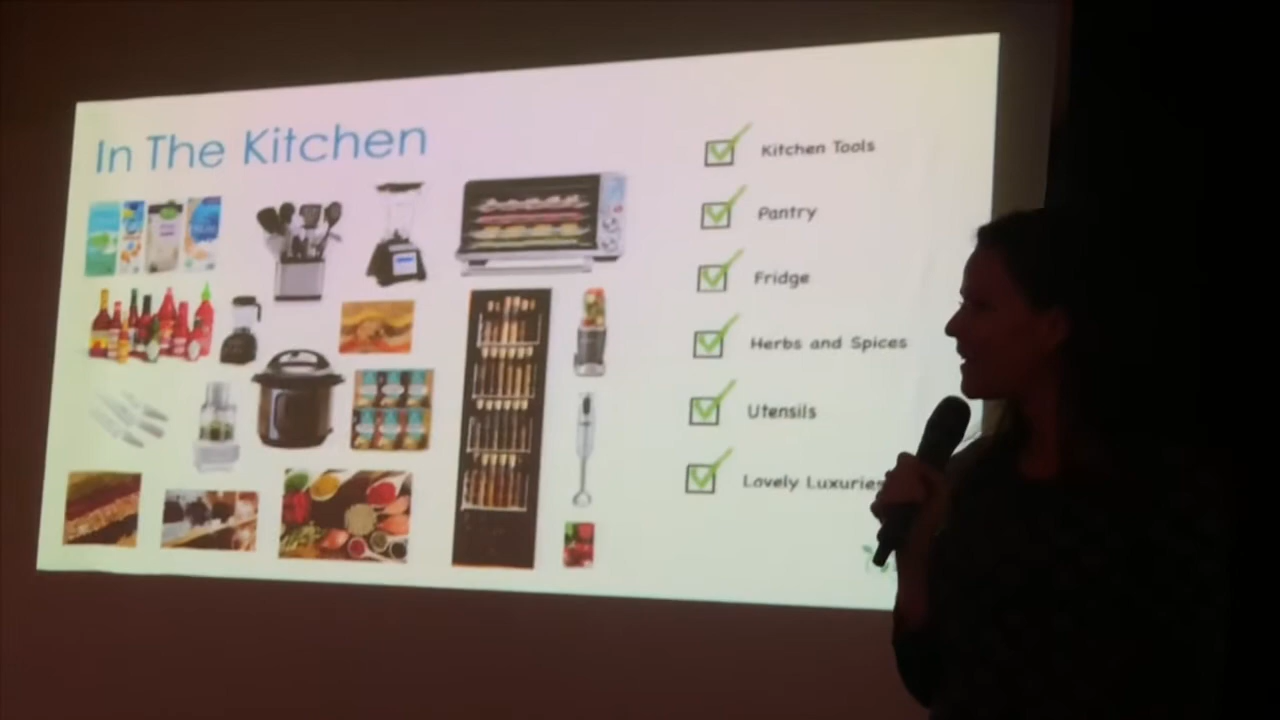 In The Kitchen
Kitchen Tools
Pantry
Fridge
Herbs and Spices
Utensils
Lovely Luxuries